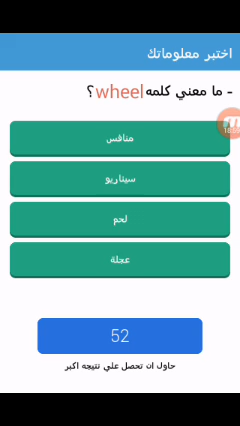 اختبر معلوماتك
- ما معني كلمه wheel ؟
منافس
سيناريو
لحم
عجلة
52
حاول ان تحصل علي نتيجه اكبر